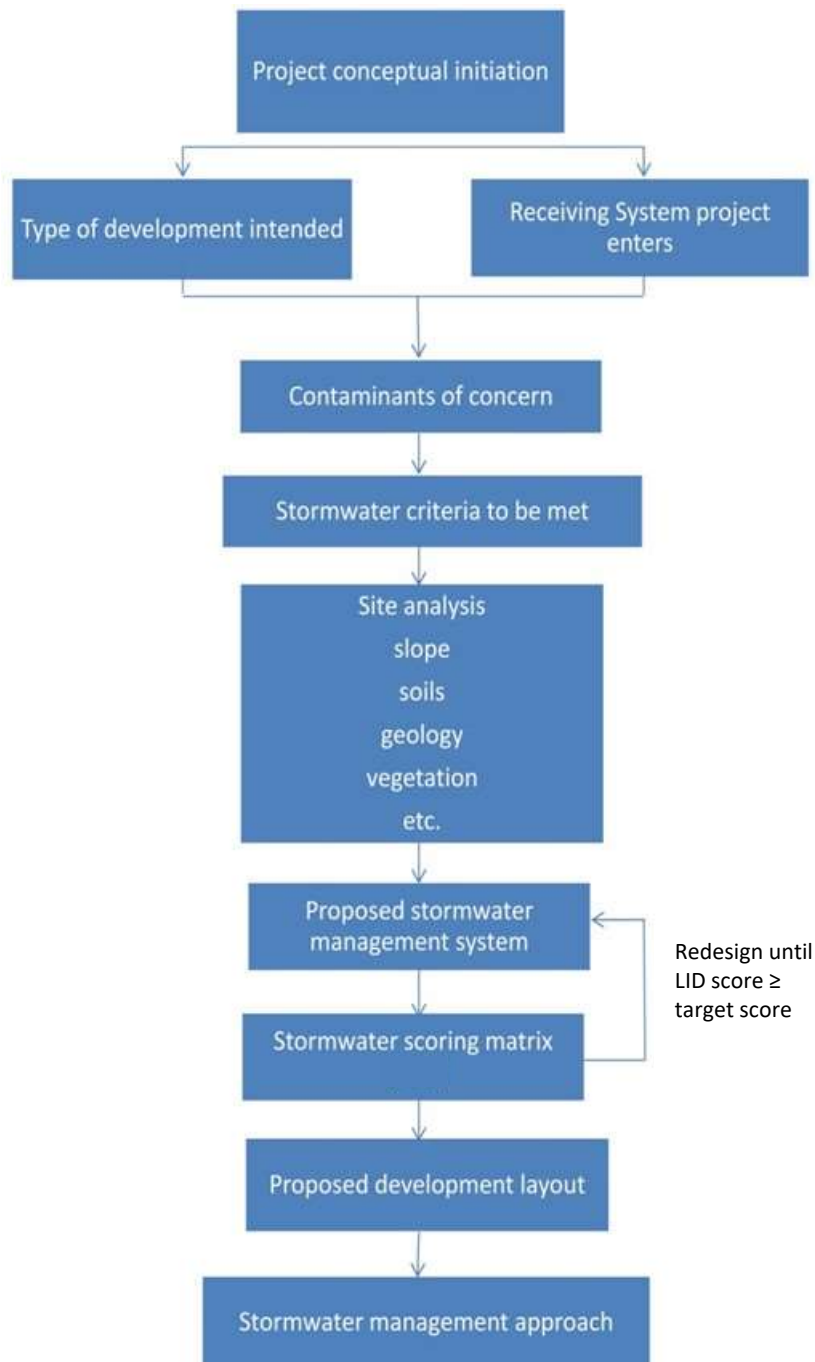 Project conceptual initiation
Type of development intended
Receiving System project
enters
Contaminants of concern
Stormwater criteria to be met
Site analysis
slope
soils
geology
vegetation
etc.
Proposed stormwater
management system
Redesign until
LID score ≥
target score
Stormwater scoring matrix
Proposed development layout
Stormwater management approach